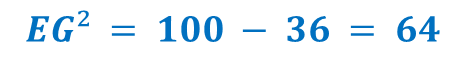 EG² = 100 − 36 = 64